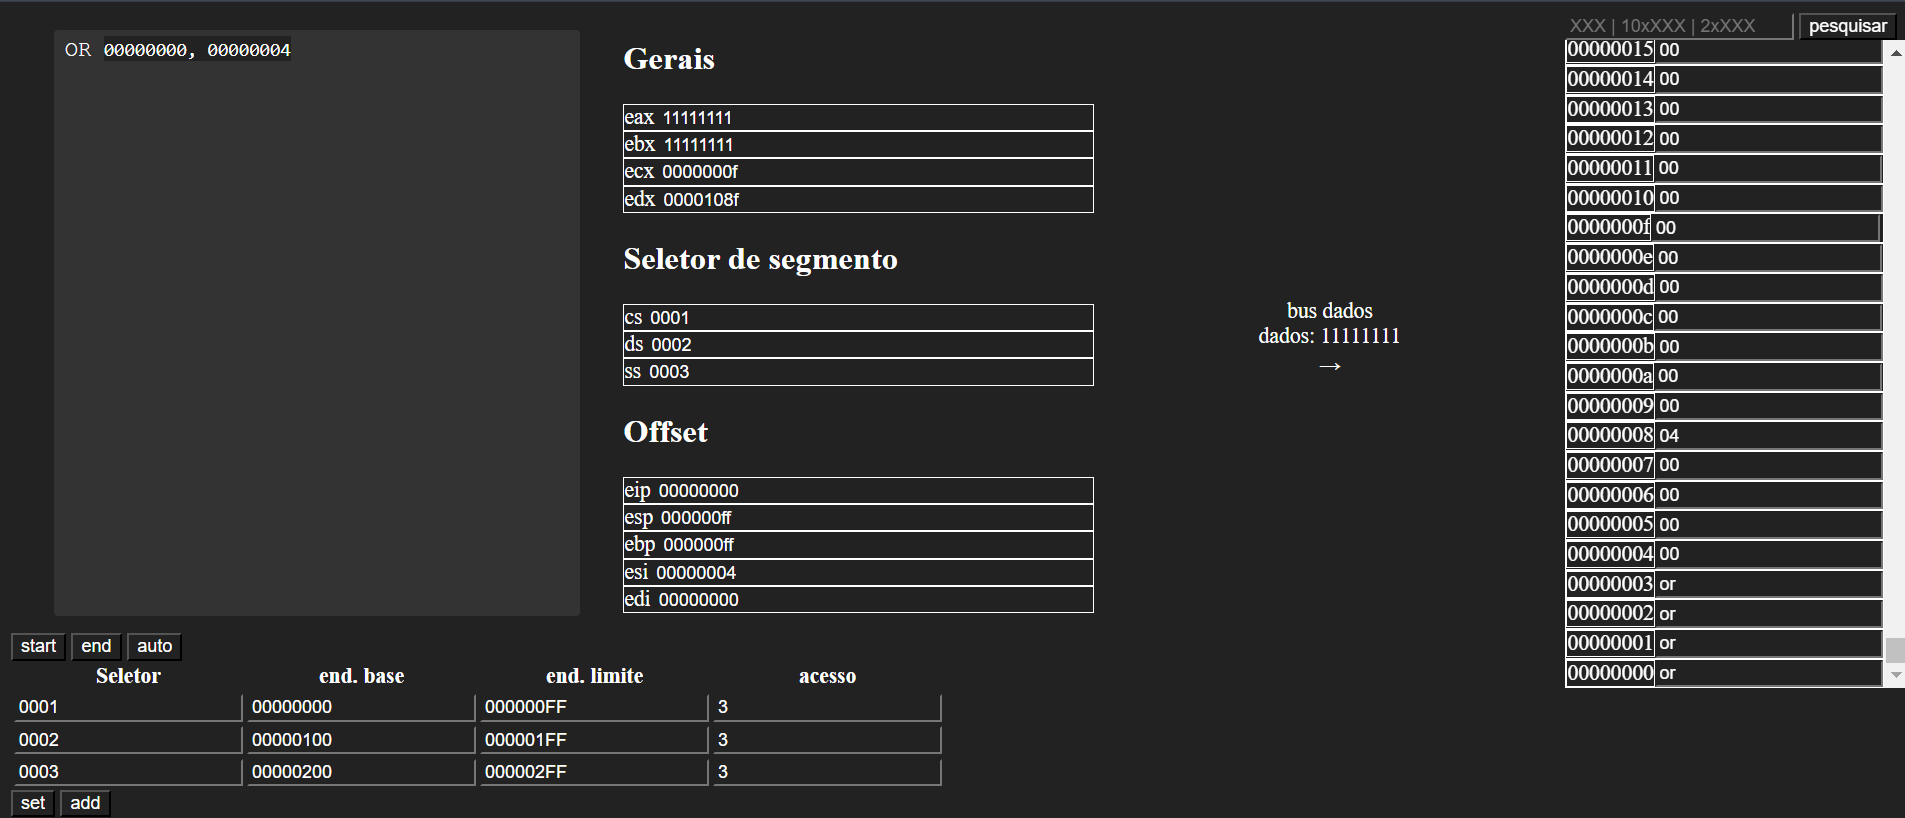 OR 00000000, 00000004
Gerais
eax 11111111
ebx 11111111
ecx 0000000f
edx 0000108f
Seletor de segmento
cs 0001
ds 0002
ss 0003
Offset
eip 00000000
esp 000000ff
ebp 000000ff
esi 00000004
edi 00000000
bus dados
dados: 11111111
→
XXX | 10xXXX | 2xXXX pesquisar
00000015 00
00000014 00
00000013 00
00000012 00
00000011 00
00000010 00
0000000f 00
0000000e 00
0000000d 00
0000000c 00
0000000b 00
0000000a 00
00000009 00
00000008 04
00000007 00
00000006 00
00000005 00
00000004 00
00000003 or
00000002 or
00000001 or
00000000 or
start end auto
Seletor end. base end. limite acesso
0001 00000000 000000FF 3
0002 00000100 000001FF 3
0003 00000200 000002FF 3
set add